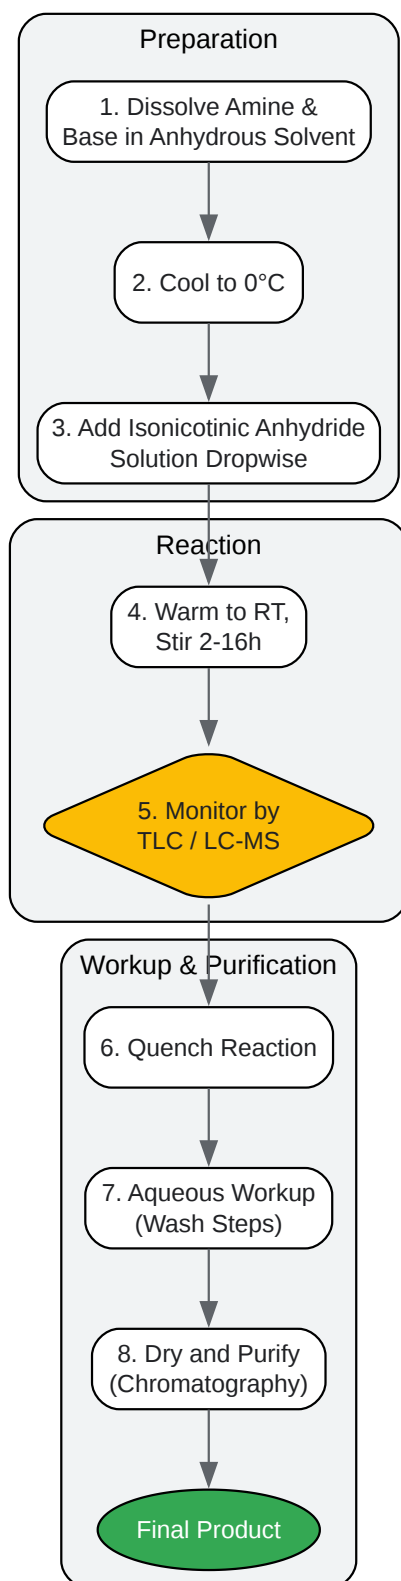 Preparation
1. Dissolve Amine &
Base in Anhydrous Solvent
2. Cool to 0°C
3. Add Isonicotinic Anhydride
Solution Dropwise
Reaction
4. Warm to RT,
Stir 2-16h
5. Monitor by
TLC / LC-MS
Workup & Purification
6. Quench Reaction
7. Aqueous Workup
(Wash Steps)
8. Dry and Purify
(Chromatography)
Final Product